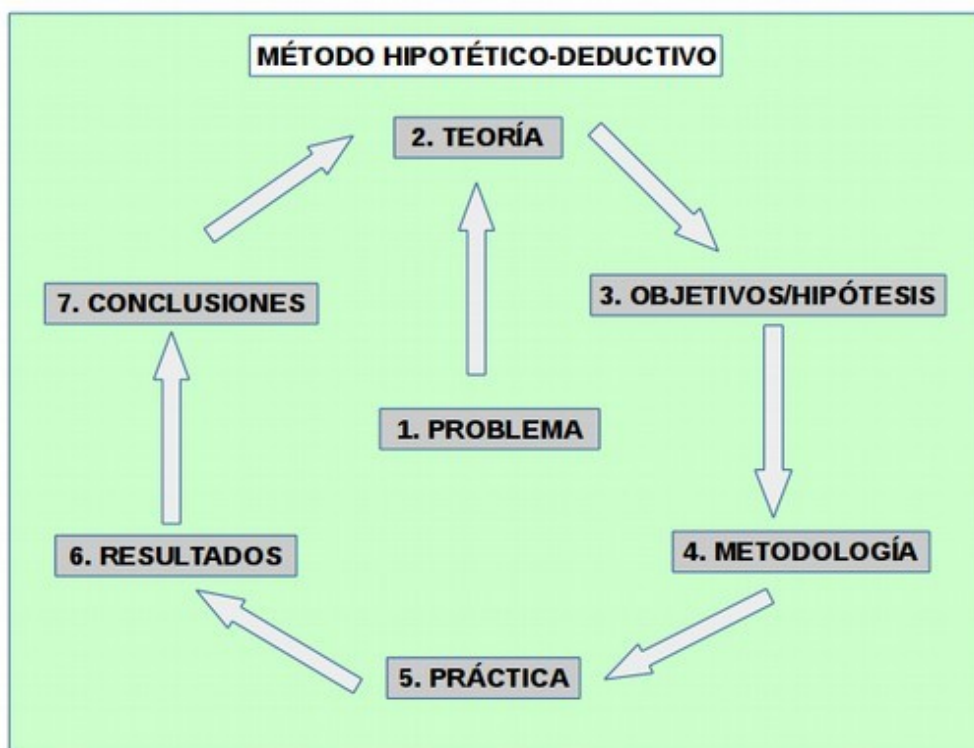 MÉTODO HIPOTÉTICO-DEDUCTIVO
1. PROBLEMA
2. TEORÍA
3. OBJETIVOS/HIPÓTESIS
4. METODOLOGÍA
5. PRÁCTICA
6. RESULTADOS
7. CONCLUSIONES